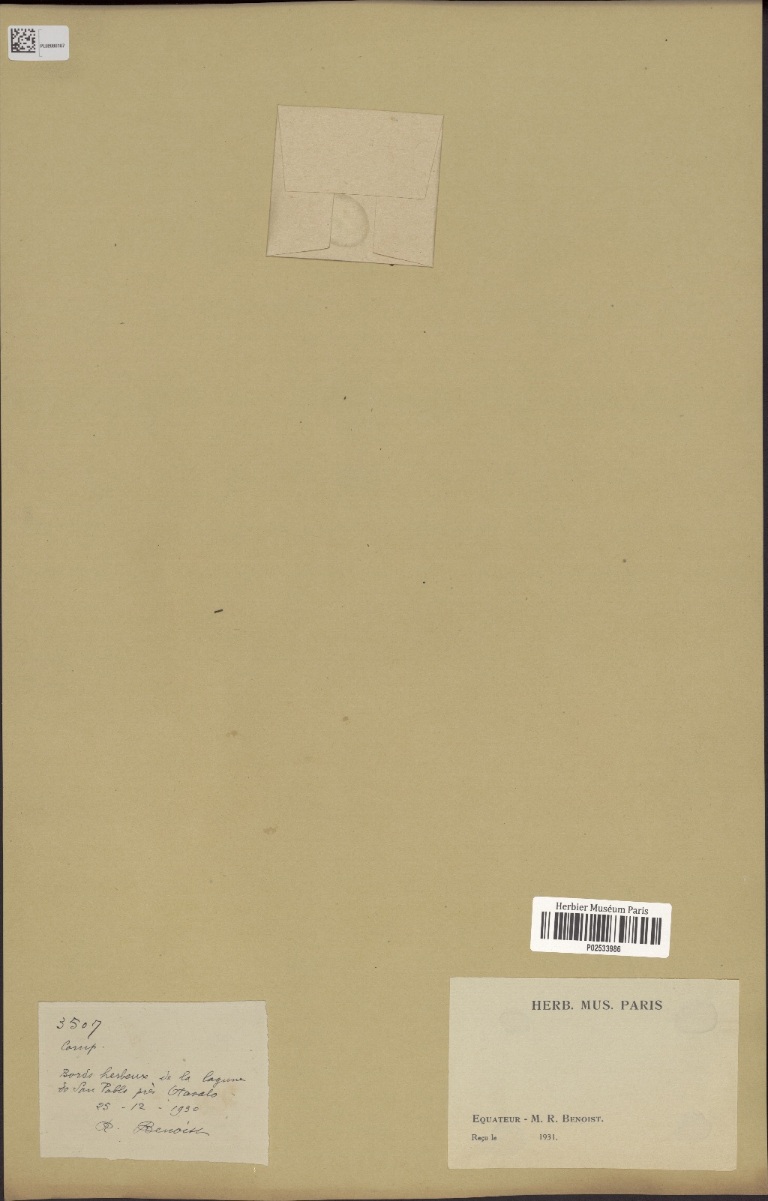 Herbier Muséum Paris
P02533986
HERB. MUS. PARIS
EQUATEUR - M. R. BENOIST.
Reçu le 1931.
3507
Comp.
Bords herbeux de la lagune
de San Pablo près Otavalo
25 - 12 - 1930
R. Benoist